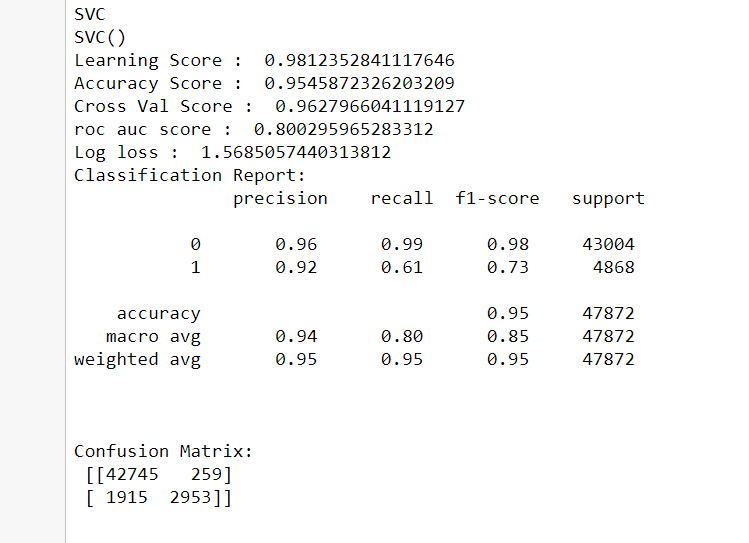 SVC
SVC()
Learning Score :  0.9812352841117646
Accuracy Score :  0.9545872326203209
Cross Val Score :  0.9627966041119127
roc auc score :  0.800295965283312
Log loss :  1.5685057440313812
Classification Report:
               precision    recall  f1-score   support
           0       0.96      0.99      0.98     43004
           1       0.92      0.61      0.73      4868
    accuracy                           0.95     47872
   macro avg       0.94      0.80      0.85     47872
weighted avg       0.95      0.95      0.95     47872
Confusion Matrix:
 [[42745   259]
 [ 1915  2953]]